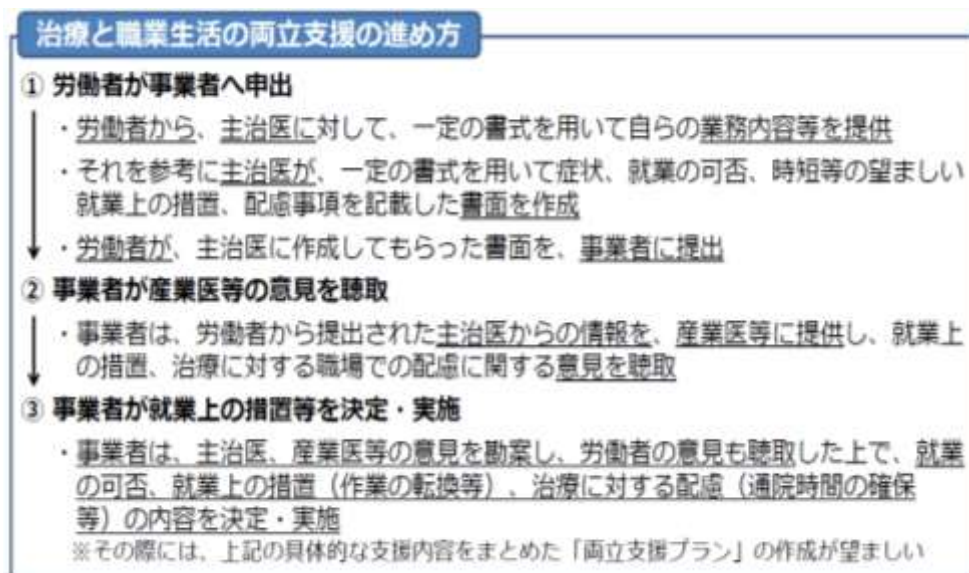 治療と職業生活の両立支援の進め方
① 労働者が事業者へ申出
・労働者から、主治医に対して、一定の書式を用いて自らの業務内容等を提供
・それを参考に主治医が、一定の書式を用いて症状、就業の可否、時短等の望ましい
就業上の措置、配慮事項を記載した書面を作成
・労働者が、主治医に作成してもらった書面を、事業者に提出
② 事業者が産業医等の意見を聴取
・事業者は、労働者から提出された主治医からの情報を、産業医等に提供し、就業上
の措置、治療に対する職場での配慮に関する意見を聴取
③ 事業者が就業上の措置等を決定・実施
・事業者は、主治医、産業医等の意見を勘案し、労働者の意見も聴取した上で、就業
の可否、就業上の措置（作業の転換等）、治療に対する配慮（通院時間の確保
等）の内容を決定・実施
※その際には、上記の具体的な支援内容をまとめた「両立支援プラン」の作成が望ましい